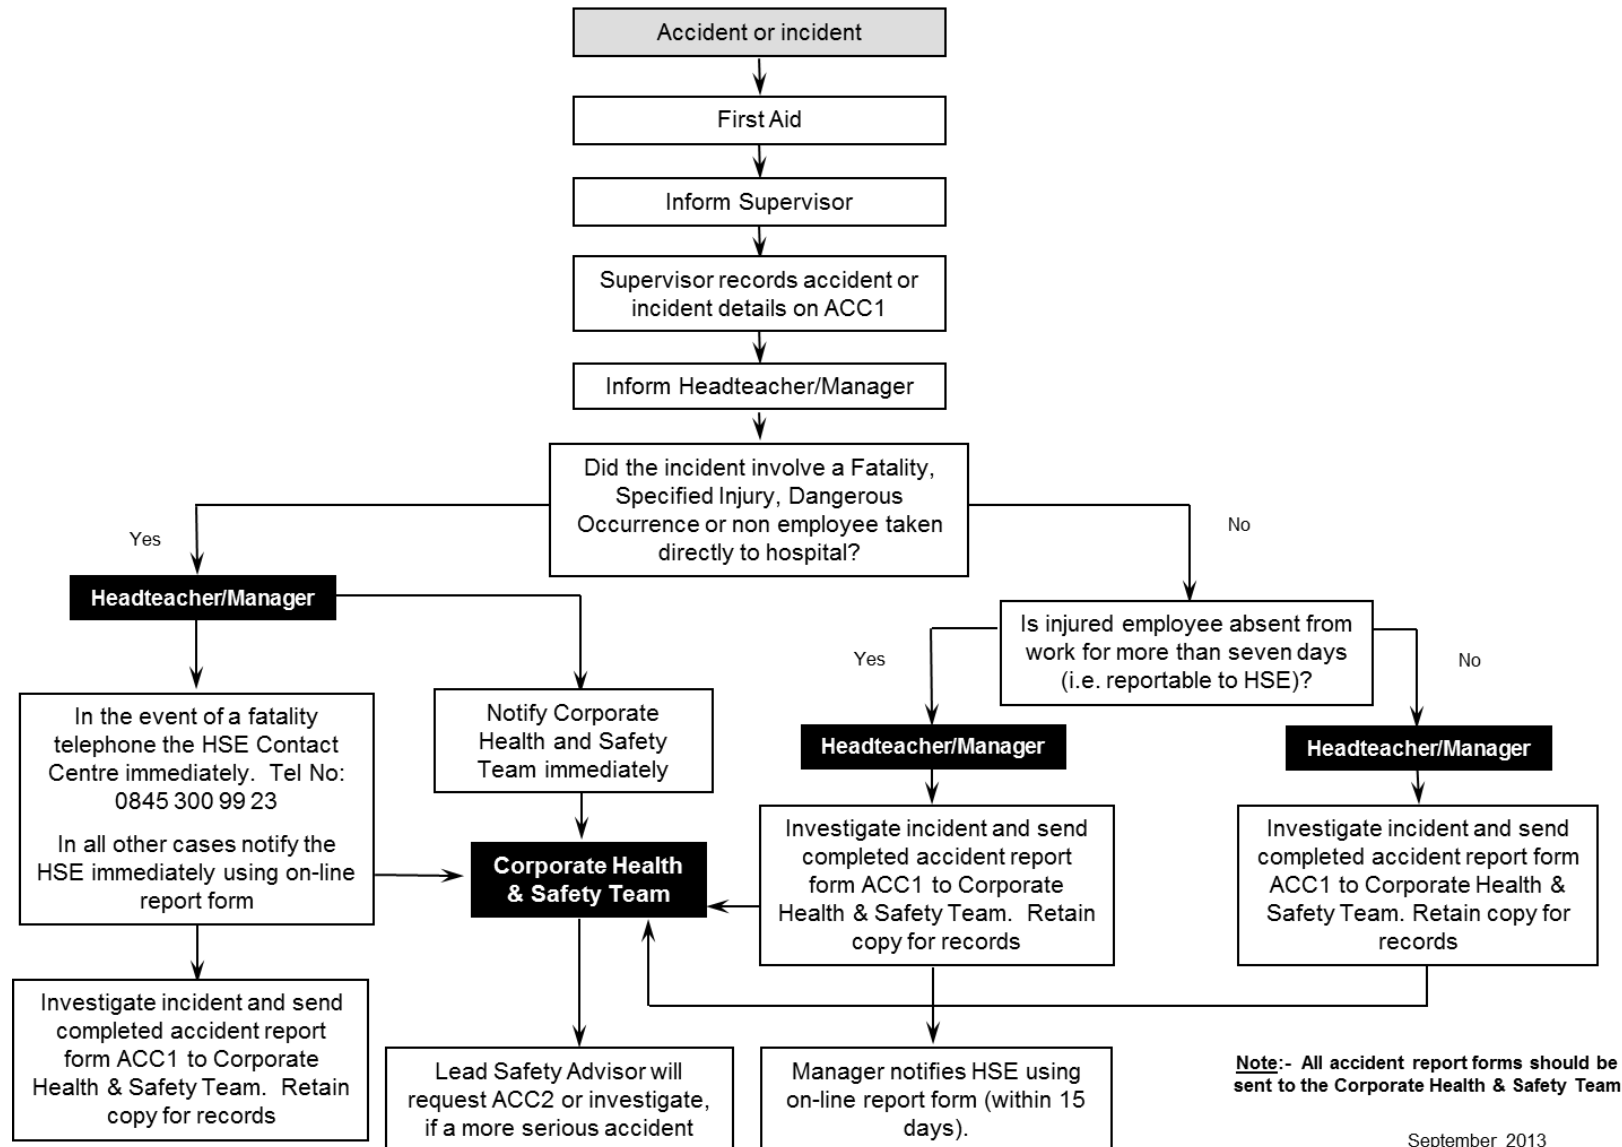 Accident or incident
First Aid
Inform Supervisor
Supervisor records accident or
incident details on ACC1
Inform Headteacher/Manager
Did the incident involve a Fatality,
Specified Injury, Dangerous
Occurrence or non employee taken
directly to hospital?
Yes
No
Headteacher/Manager
Is injured employee absent from
work for more than seven days
(i.e. reportable to HSE)?
Yes
No
In the event of a fatality
telephone the HSE Contact
Centre immediately.  Tel No:
0845 300 99 23
In all other cases notify the
HSE immediately using on-line
report form
Notify Corporate
Health and Safety
Team immediately
Headteacher/Manager
Headteacher/Manager
Corporate Health
& Safety Team
Investigate incident and send
completed accident report
form ACC1 to Corporate
Health & Safety Team.  Retain
copy for records
Investigate incident and send
completed accident report form
ACC1 to Corporate Health &
Safety Team. Retain copy for
records
Investigate incident and send
completed accident report
form ACC1 to Corporate
Health & Safety Team.  Retain
copy for records
Lead Safety Advisor will
request ACC2 or investigate,
if a more serious accident
Manager notifies HSE using
on-line report form (within 15
days).
Note:- All accident report forms should be
sent to the Corporate Health & Safety Team
September 2013